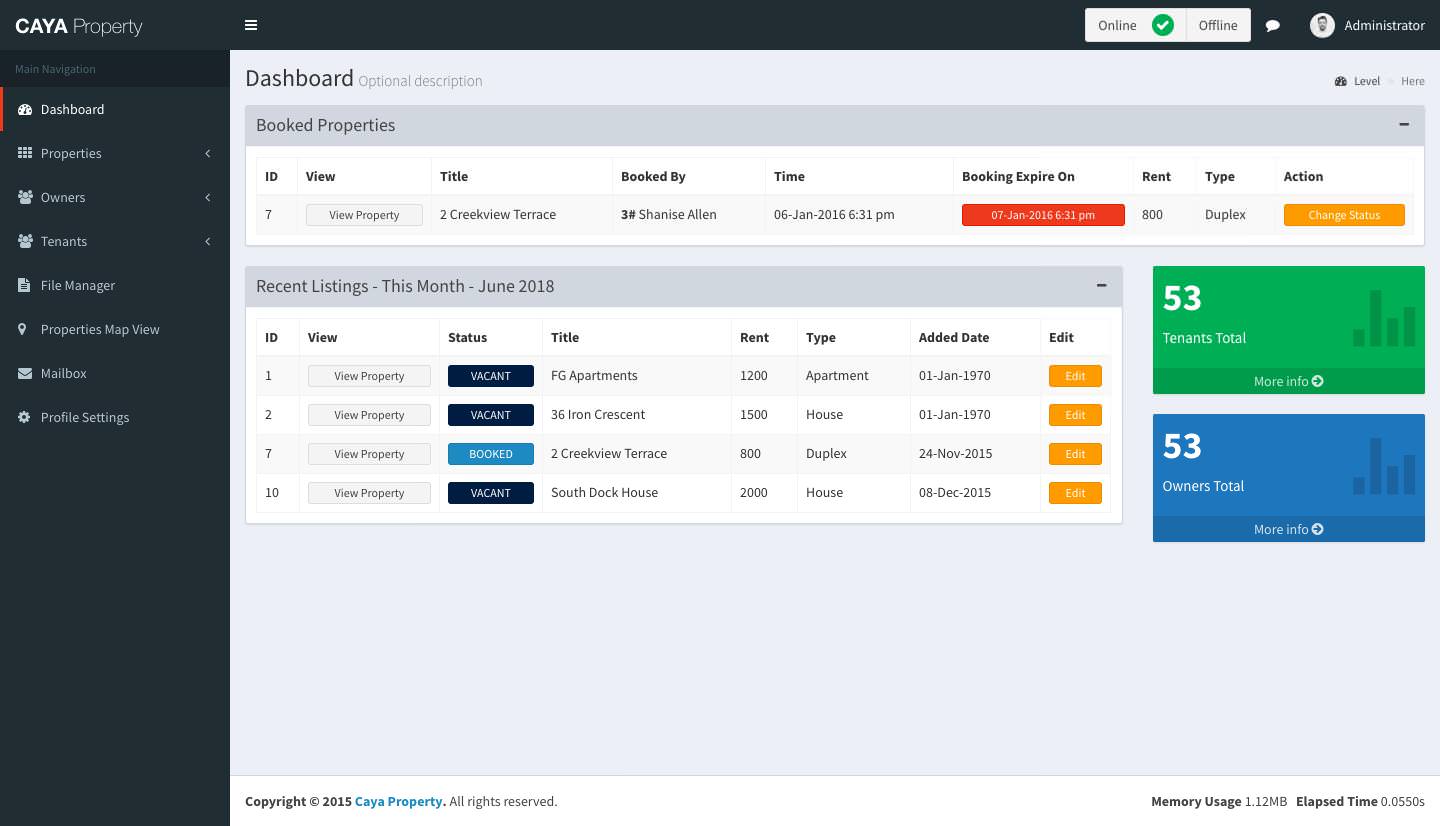 CAYA Property
Online Offline Administrator
Main Navigation
Dashboard
Properties
Owners
Tenants
File Manager
Properties Map View
Mailbox
Profile Settings
Dashboard Optional description
Level Here
Booked Properties
ID View Title Booked By Time Booking Expire On Rent Type Action
7 View Property 2 Creekview Terrace 3# Shanise Allen 06-Jan-2016 6:31 pm 07-Jan-2016 6:31 pm 800 Duplex Change Status
Recent Listings - This Month - June 2018
ID View Status Title Rent Type Added Date Edit
1 View Property VACANT FG Apartments 1200 Apartment 01-Jan-1970 Edit
2 View Property VACANT 36 Iron Crescent 1500 House 01-Jan-1970 Edit
7 View Property BOOKED 2 Creekview Terrace 800 Duplex 24-Nov-2015 Edit
10 View Property VACANT South Dock House 2000 House 08-Dec-2015 Edit
53
Tenants Total
More info
53
Owners Total
More info
Copyright © 2015 Caya Property. All rights reserved.
Memory Usage 1.12MB Elapsed Time 0.0550s